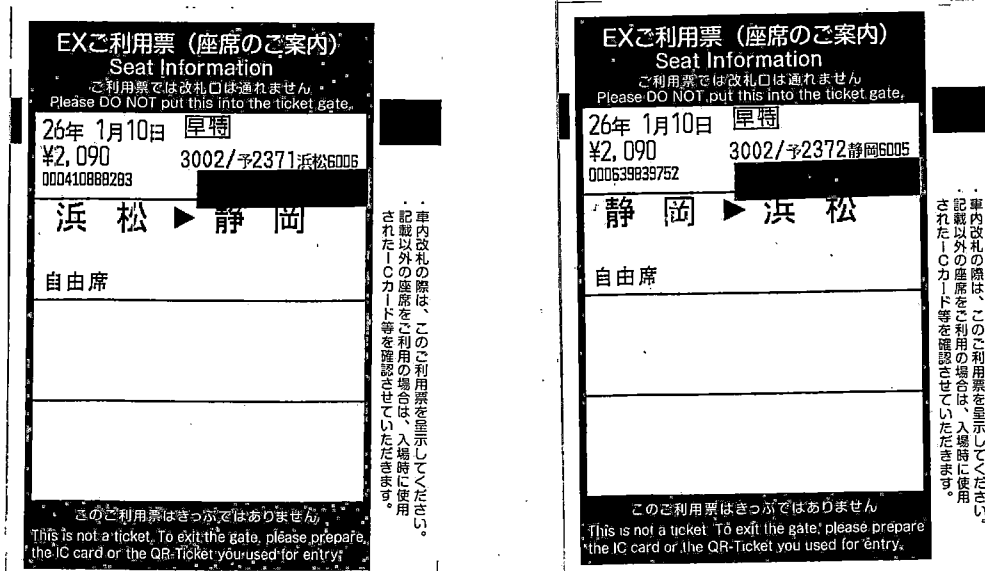 EXご利用票（座席のご案内）
Seat Information
ご利用票では改札口は通れません
Please DO NOT put this into the ticket gate.
26年 1月10日 早特
¥2,090 3002/予2371浜松6006
000410888283
浜 松 ▶ 静 岡
自由席
このご利用票はきっぷではありません
This is not a ticket. To exit the gate, please prepare
the IC card or the QR-Ticket you used for entry.
・車内改札の際は、このご利用票を呈示してください。
・記載以外の座席をご利用の場合は、入場時に使用
されたICカード等を確認させていただきます。
EXご利用票（座席のご案内）
Seat Information
ご利用票では改札口は通れません
Please DO NOT put this into the ticket gate.
26年 1月10日 早特
¥2,090 3002/予2372静岡6005
000639839752
静 岡 ▶ 浜 松
自由席
このご利用票はきっぷではありません
This is not a ticket. To exit the gate, please prepare
the IC card or the QR-Ticket you used for entry.
・車内改札の際は、このご利用票を呈示してください。
・記載以外の座席をご利用の場合は、入場時に使用
されたICカード等を確認させていただきます。